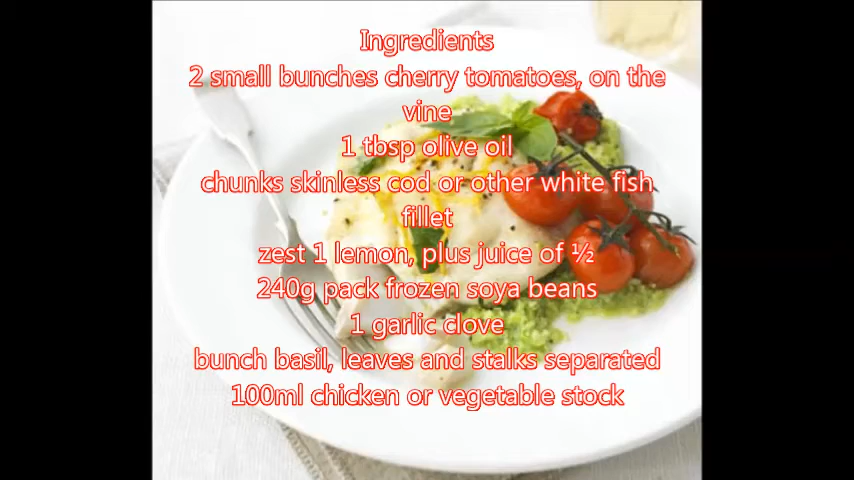 Ingredients
2 small bunches cherry tomatoes, on the
vine
1 tbsp olive oil
chunks skinless cod or other white fish
fillet
zest 1 lemon, plus juice of ½
240g pack frozen soya beans
1 garlic clove
bunch basil, leaves and stalks separated
100ml chicken or vegetable stock